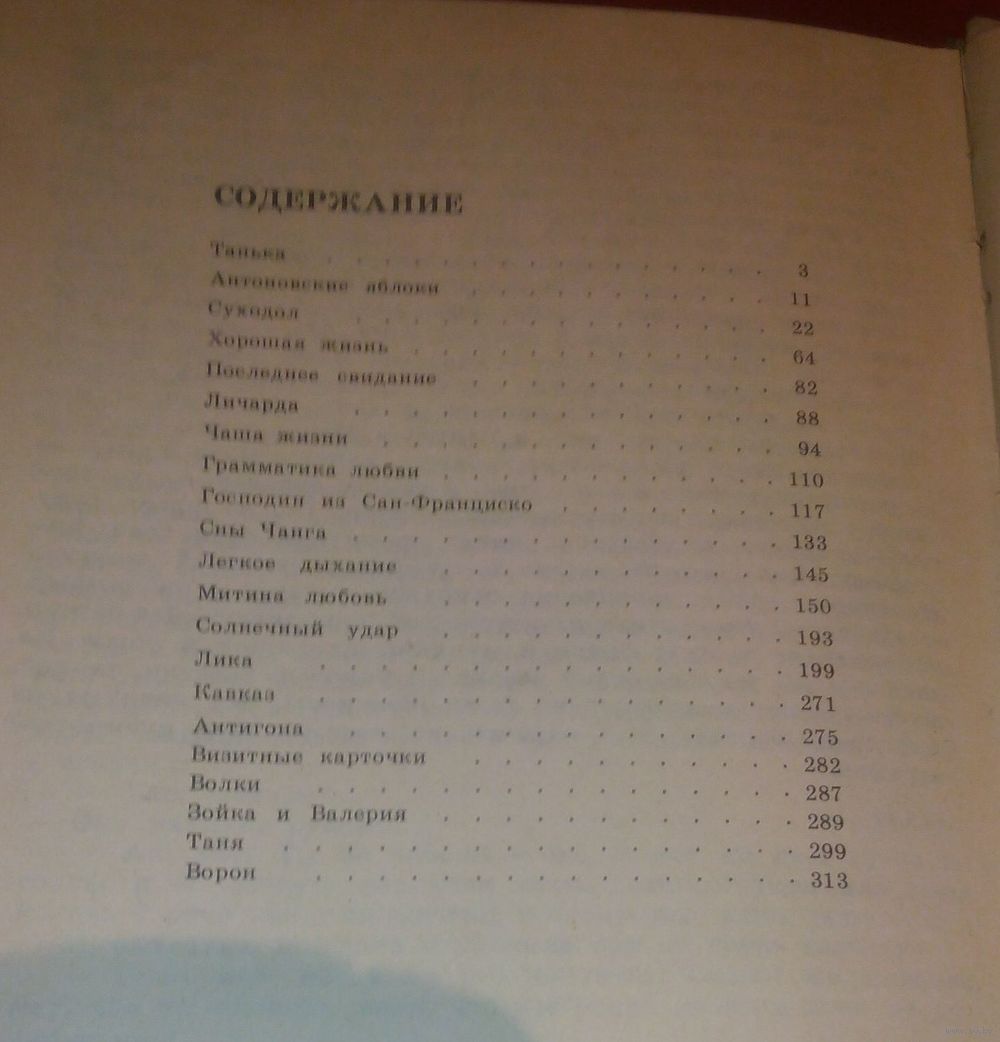 СОДЕРЖАНИЕ
Танька . . . . . . . . . . . . . . . . 3
Антоновские яблоки . . . . . . . . . . . 11
Суходол . . . . . . . . . . . . . . . 22
Хорошая жизнь . . . . . . . . . . . . . 64
Последнее свидание . . . . . . . . . . . 82
Личарда . . . . . . . . . . . . . . . 88
Чаша жизни . . . . . . . . . . . . . . 94
Грамматика любви . . . . . . . . . . . . 110
Господин из Сан-Франциско . . . . . . . . 117
Сны Чанга . . . . . . . . . . . . . . . 133
Легкое дыхание . . . . . . . . . . . . 145
Митина любовь . . . . . . . . . . . . 150
Солнечный удар . . . . . . . . . . . . 193
Лика . . . . . . . . . . . . . . . . 199
Кавказ . . . . . . . . . . . . . . . . 271
Антигона . . . . . . . . . . . . . . . 275
Визитные карточки . . . . . . . . . . . 282
Волки . . . . . . . . . . . . . . . . 287
Зойка и Валерия . . . . . . . . . . . . 289
Таня . . . . . . . . . . . . . . . . . 299
Ворон . . . . . . . . . . . . . . . . 313